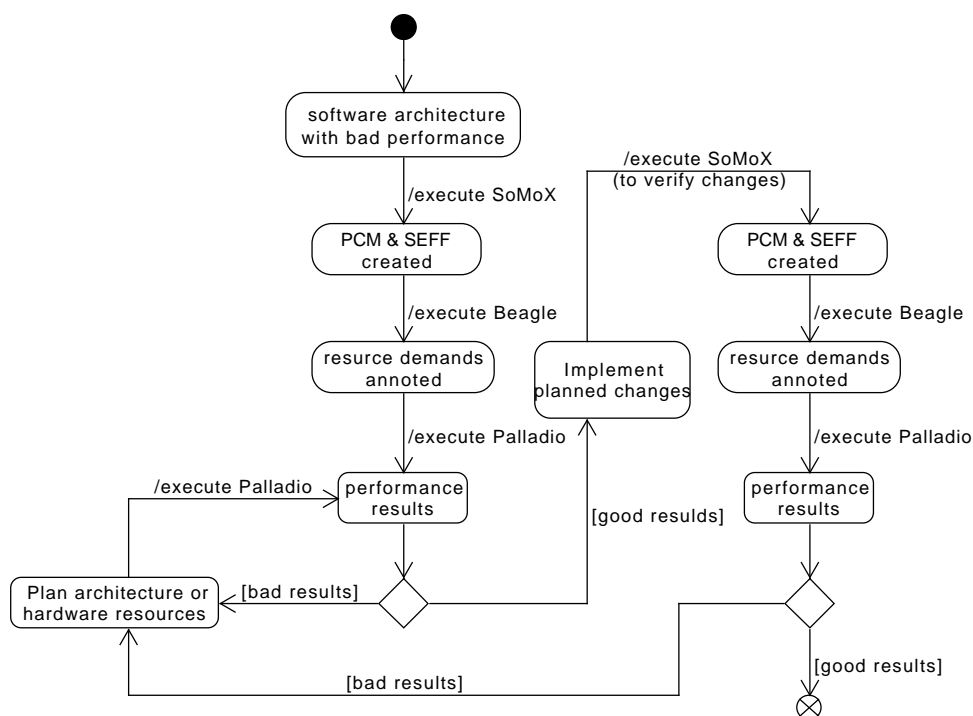 software architecture
with bad performance
/execute SoMoX
PCM & SEFF
created
/execute Beagle
resurce demands
annoted
/execute Palladio
performance
results
/execute Palladio
[bad results]
Plan architecture or
hardware resources
[good resulds]
Implement
planned changes
/execute SoMoX
(to verify changes)
PCM & SEFF
created
/execute Beagle
resurce demands
annoted
/execute Palladio
performance
results
[good results]
[bad results]